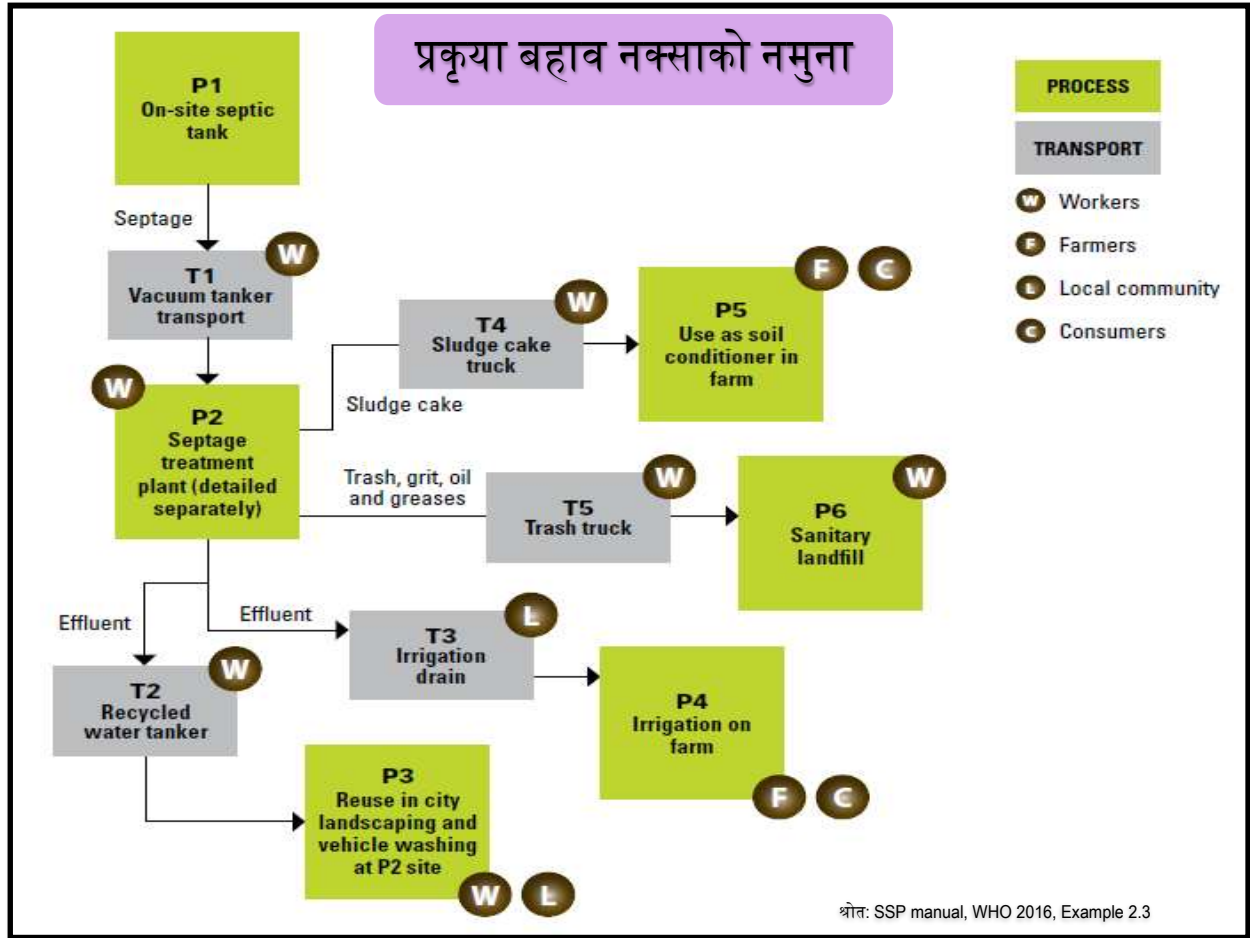 प्रकृया बहाव नक्साको नमुना
P1
On-site septic
tank
PROCESS
TRANSPORT
W Workers
F Farmers
L Local community
C Consumers
Septage
W
T1
Vacuum tanker
transport
W
T4
Sludge cake
truck
F C
P5
Use as soil
conditioner in
farm
Sludge cake
W
P2
Septage
treatment
plant (detailed
separately)
Trash, grit, oil
and greases
W
T5
Trash truck
W
P6
Sanitary
landfill
Effluent
Effluent
L
T3
Irrigation
drain
W
T2
Recycled
water tanker
P4
Irrigation on
farm
F C
P3
Reuse in city
landscaping and
vehicle washing
at P2 site
W L
श्रोत: SSP manual, WHO 2016, Example 2.3